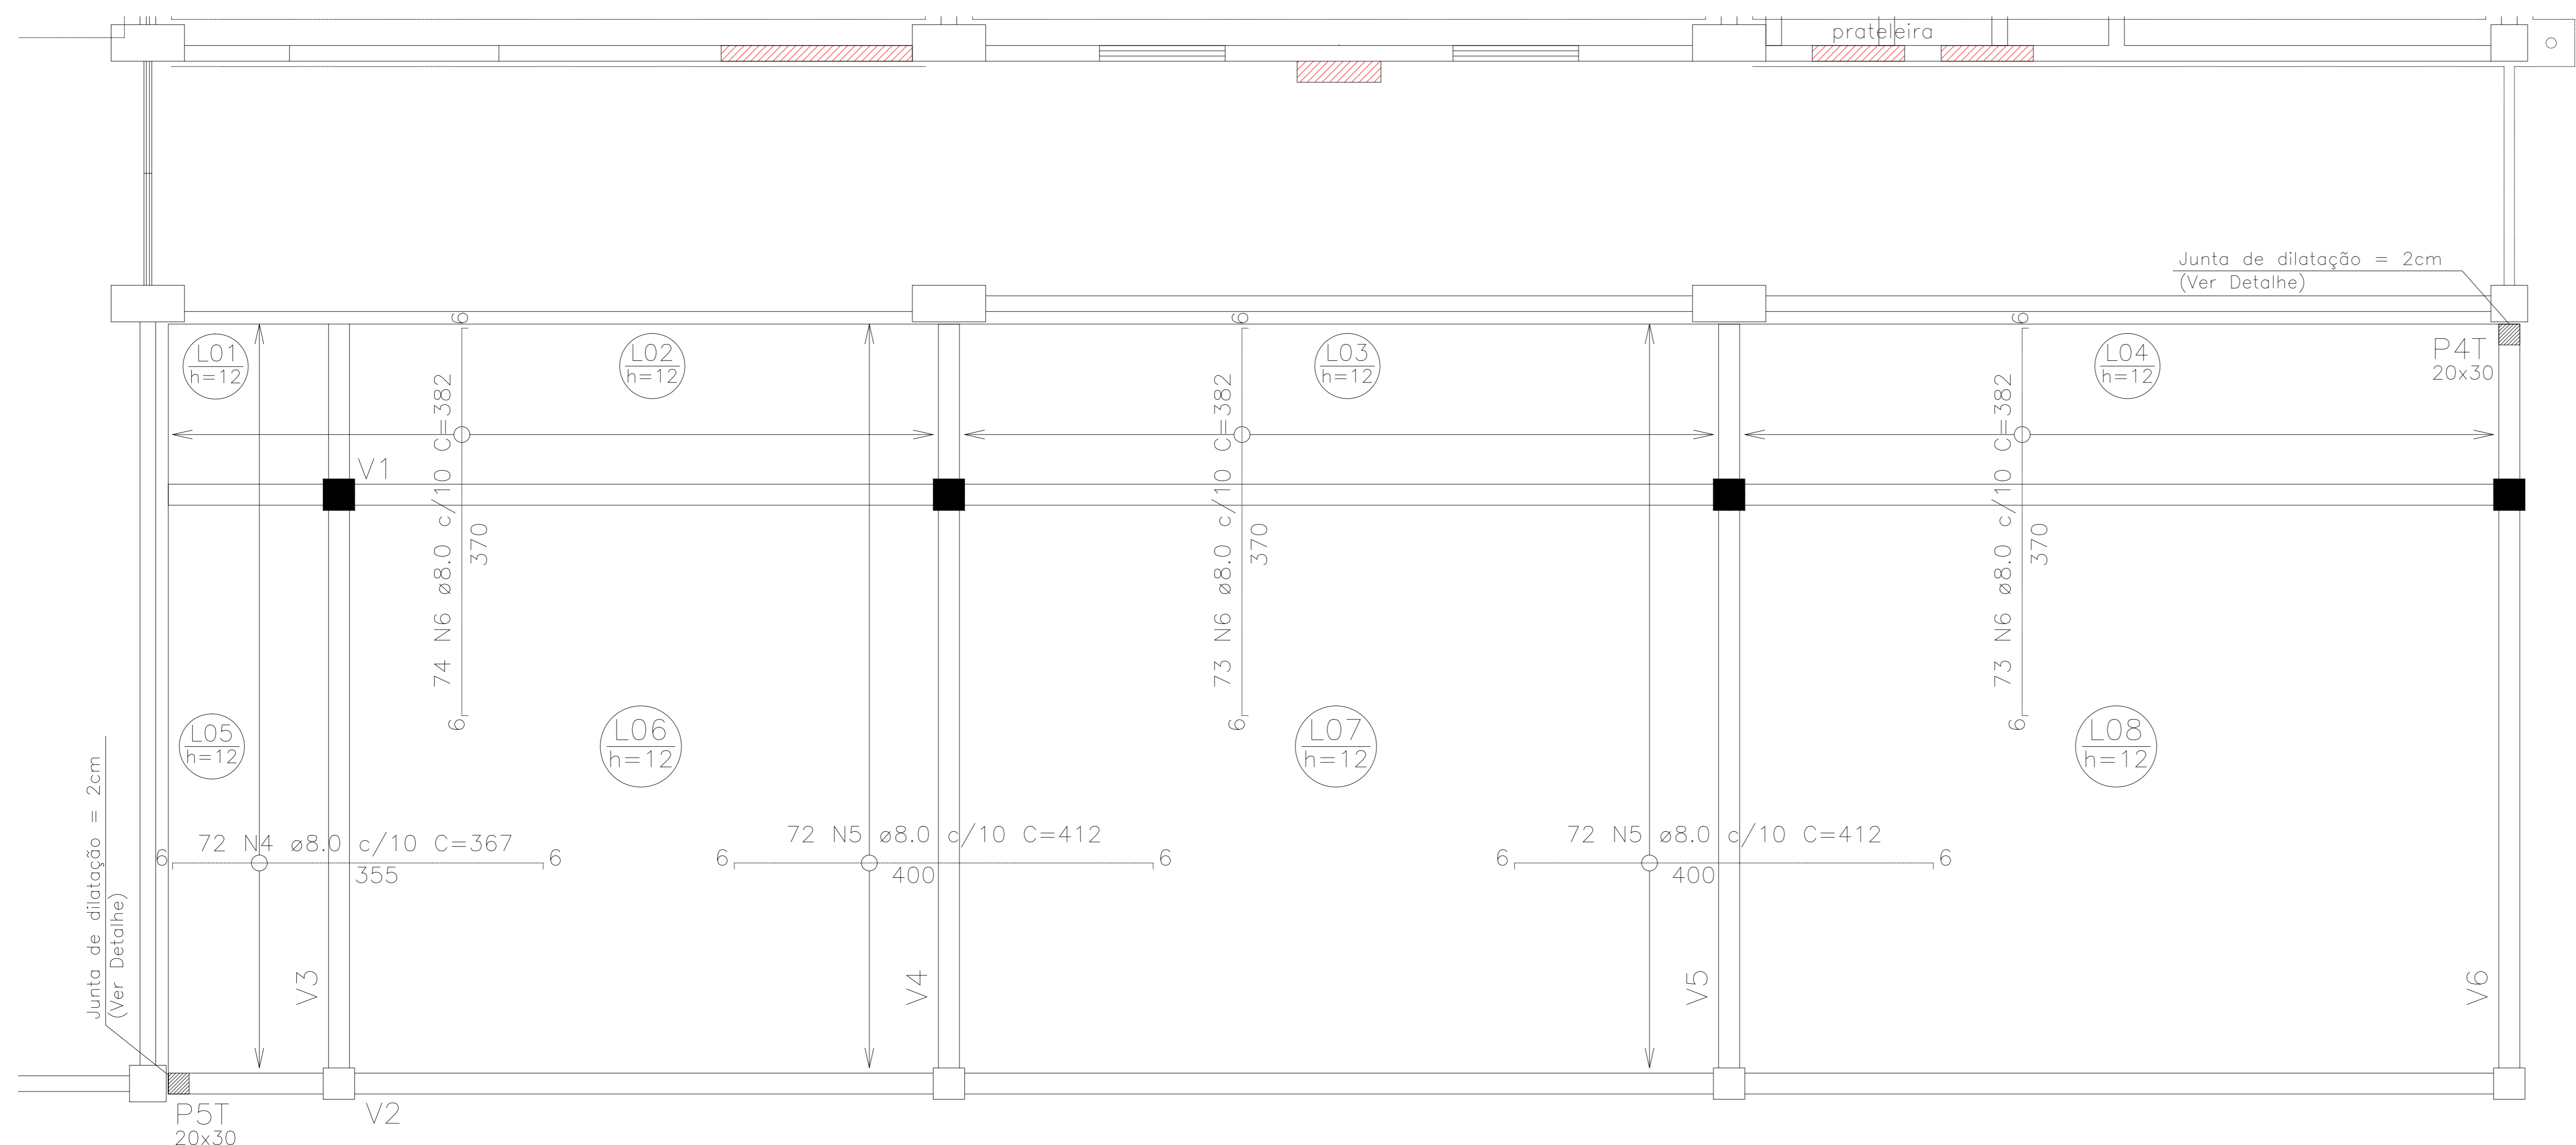 prateleira
Junta de dilatação = 2cm
(Ver Detalhe)
L01
h=12
L02
h=12
L03
h=12
L04
h=12
P4T
20x30
6
74 N6 ø8.0 c/10 C=382
370
6
6
73 N6 ø8.0 c/10 C=382
370
6
6
73 N6 ø8.0 c/10 C=382
370
6
V1
L05
h=12
L06
h=12
L07
h=12
L08
h=12
Junta de dilatação = 2cm
(Ver Detalhe)
6
72 N4 ø8.0 c/10 C=367
355
6
6
72 N5 ø8.0 c/10 C=412
400
6
6
72 N5 ø8.0 c/10 C=412
400
6
V3
V4
V5
V6
P5T
20x30
V2